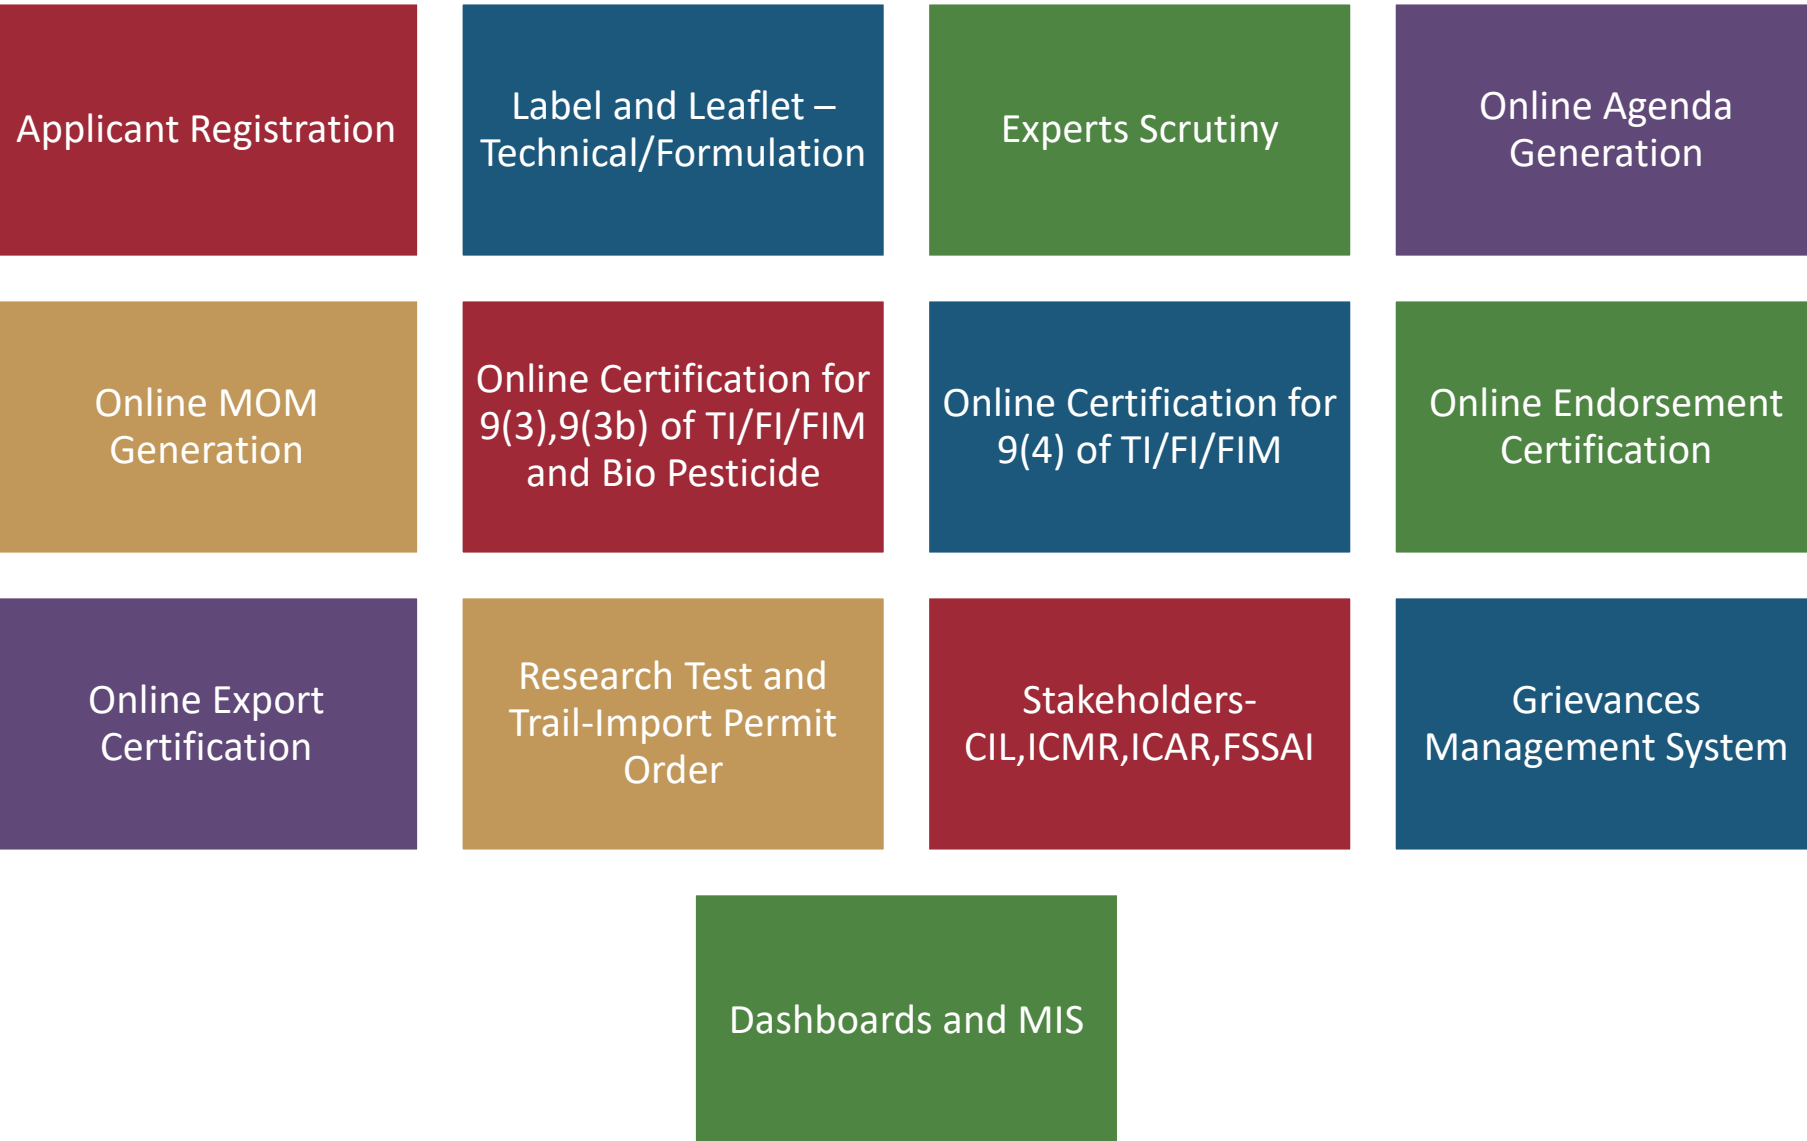 Applicant Registration
Label and Leaflet –
Technical/Formulation
Experts Scrutiny
Online Agenda
Generation
Online MOM
Generation
Online Certification for
9(3),9(3b) of TI/FI/FIM
and Bio Pesticide
Online Certification for
9(4) of TI/FI/FIM
Online Endorsement
Certification
Online Export
Certification
Research Test and
Trail-Import Permit
Order
Stakeholders-
CIL,ICMR,ICAR,FSSAI
Grievances
Management System
Dashboards and MIS